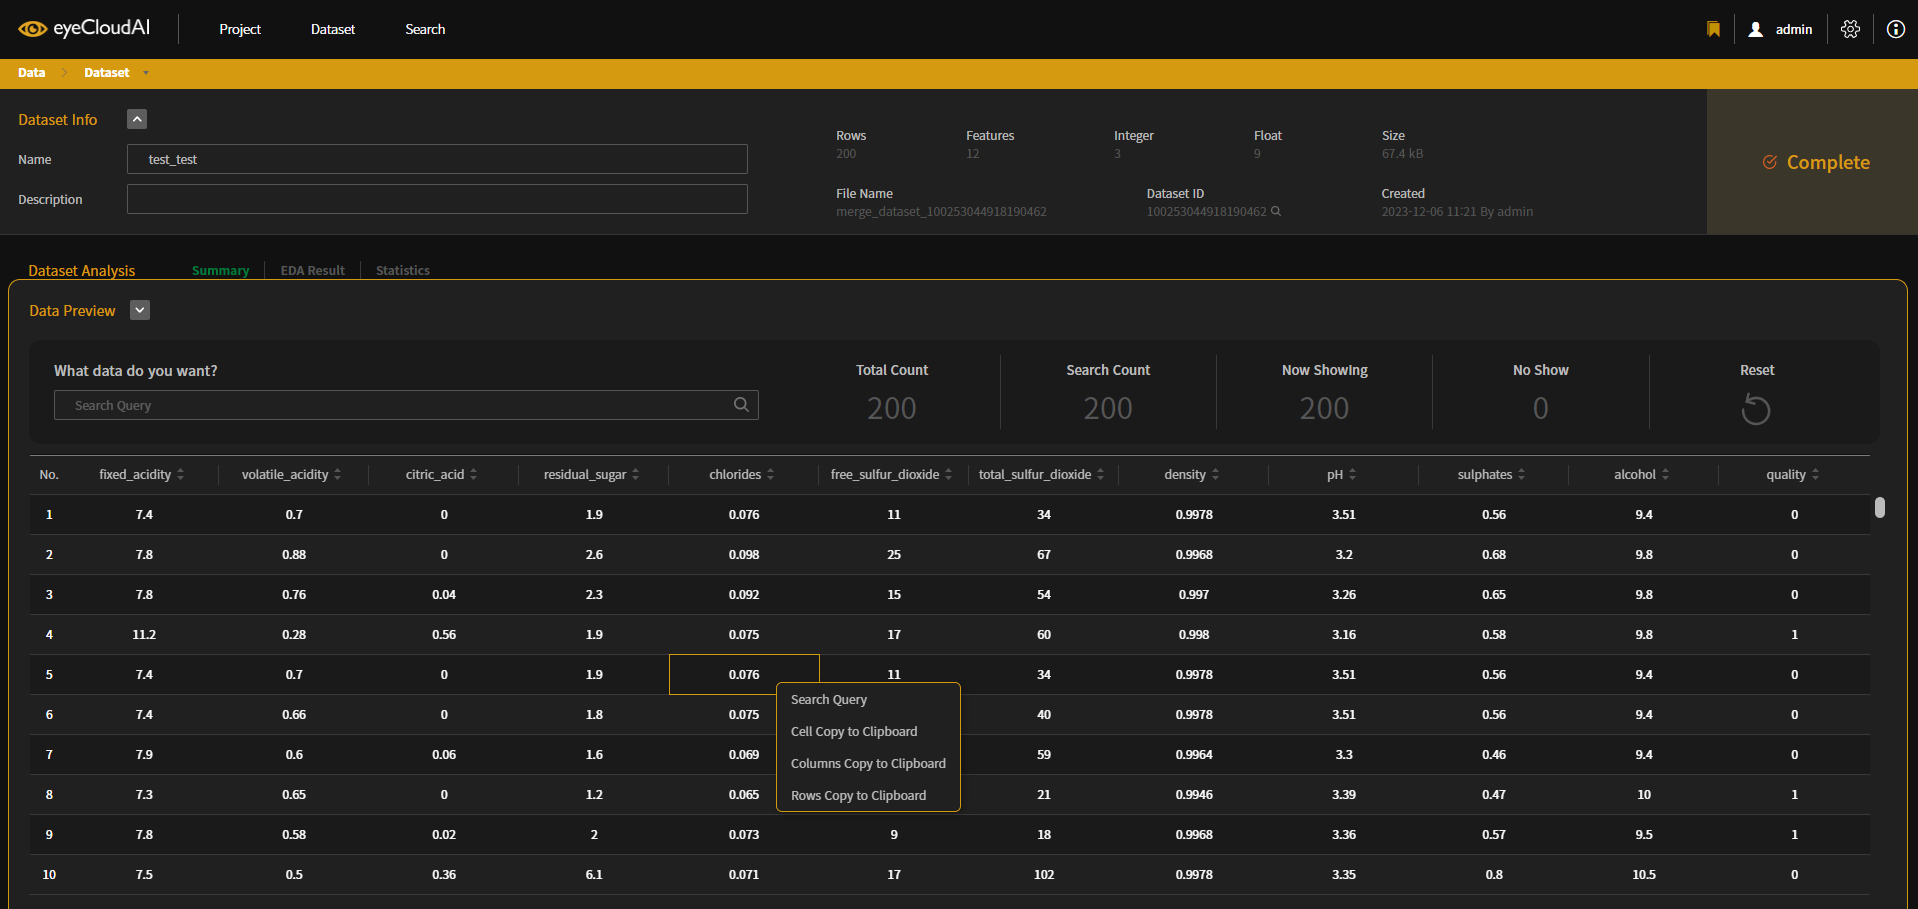 eyeCloudAI Project Dataset Search admin
Data Dataset
Dataset Info
Name test_test
Description
Rows Features Integer Float Size
200 12 3 9 67.4 kB
File Name Dataset ID Created
merge_dataset_100253044918190462 100253044918190462 2023-12-06 11:21 By admin
Complete
Dataset Analysis Summary EDA Result Statistics
Data Preview
What data do you want?
Search Query
Total Count Search Count Now Showing No Show Reset
200 200 200 0
No. fixed_acidity volatile_acidity citric_acid residual_sugar chlorides free_sulfur_dioxide total_sulfur_dioxide density pH sulphates alcohol quality
1 7.4 0.7 0 1.9 0.076 11 34 0.9978 3.51 0.56 9.4 0
2 7.8 0.88 0 2.6 0.098 25 67 0.9968 3.2 0.68 9.8 0
3 7.8 0.76 0.04 2.3 0.092 15 54 0.997 3.26 0.65 9.8 0
4 11.2 0.28 0.56 1.9 0.075 17 60 0.998 3.16 0.58 9.8 1
5 7.4 0.7 0 1.9 0.076 11 34 0.9978 3.51 0.56 9.4 0
6 7.4 0.66 0 1.8 0.075 40 0.9978 3.51 0.56 9.4 0
7 7.9 0.6 0.06 1.6 0.069 59 0.9964 3.3 0.46 9.4 0
8 7.3 0.65 0 1.2 0.065 21 0.9946 3.39 0.47 10 1
9 7.8 0.58 0.02 2 0.073 9 18 0.9968 3.36 0.57 9.5 1
10 7.5 0.5 0.36 6.1 0.071 17 102 0.9978 3.35 0.8 10.5 0
Search Query
Cell Copy to Clipboard
Columns Copy to Clipboard
Rows Copy to Clipboard